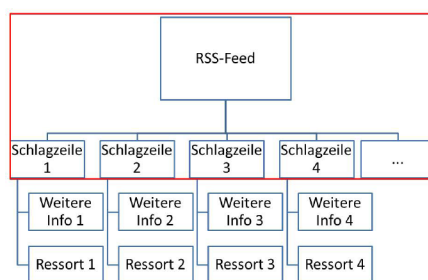 RSS-Feed
Schlagzeile
1
Schlagzeile
2
Schlagzeile
3
Schlagzeile
4
...
Weitere
Info 1
Weitere
Info 2
Weitere
Info 3
Weitere
Info 4
Ressort 1
Ressort 2
Ressort 3
Ressort 4